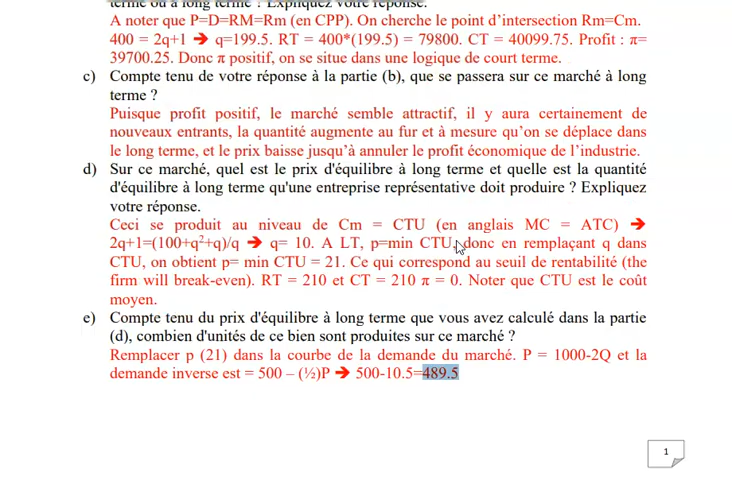 terme ou à long terme ? Expliquez votre réponse.
A noter que P=D=RM=Rm (en CPP). On cherche le point d'intersection Rm=Cm.
400 = 2q+1 ➔ q=199.5. RT = 400*(199.5) = 79800. CT = 40099.75. Profit : π=
39700.25. Donc π positif, on se situe dans une logique de court terme.
c) Compte tenu de votre réponse à la partie (b), que se passera sur ce marché à long
terme ?
Puisque profit positif, le marché semble attractif, il y aura certainement de
nouveaux entrants, la quantité augmente au fur et à mesure qu'on se déplace dans
le long terme, et le prix baisse jusqu'à annuler le profit économique de l'industrie.
d) Sur ce marché, quel est le prix d'équilibre à long terme et quelle est la quantité
d'équilibre à long terme qu'une entreprise représentative doit produire ? Expliquez
votre réponse.
Ceci se produit au niveau de Cm = CTU (en anglais MC = ATC) ➔
2q+1=(100+q²+q)/q ➔ q= 10. A LT, p=min CTU, donc en remplaçant q dans
CTU, on obtient p= min CTU = 21. Ce qui correspond au seuil de rentabilité (the
firm will break-even). RT = 210 et CT = 210 π = 0. Noter que CTU est le coût
moyen.
e) Compte tenu du prix d'équilibre à long terme que vous avez calculé dans la partie
(d), combien d'unités de ce bien sont produites sur ce marché ?
Remplacer p (21) dans la courbe de la demande du marché. P = 1000-2Q et la
demande inverse est = 500 – (½)P ➔ 500-10.5=489.5
1